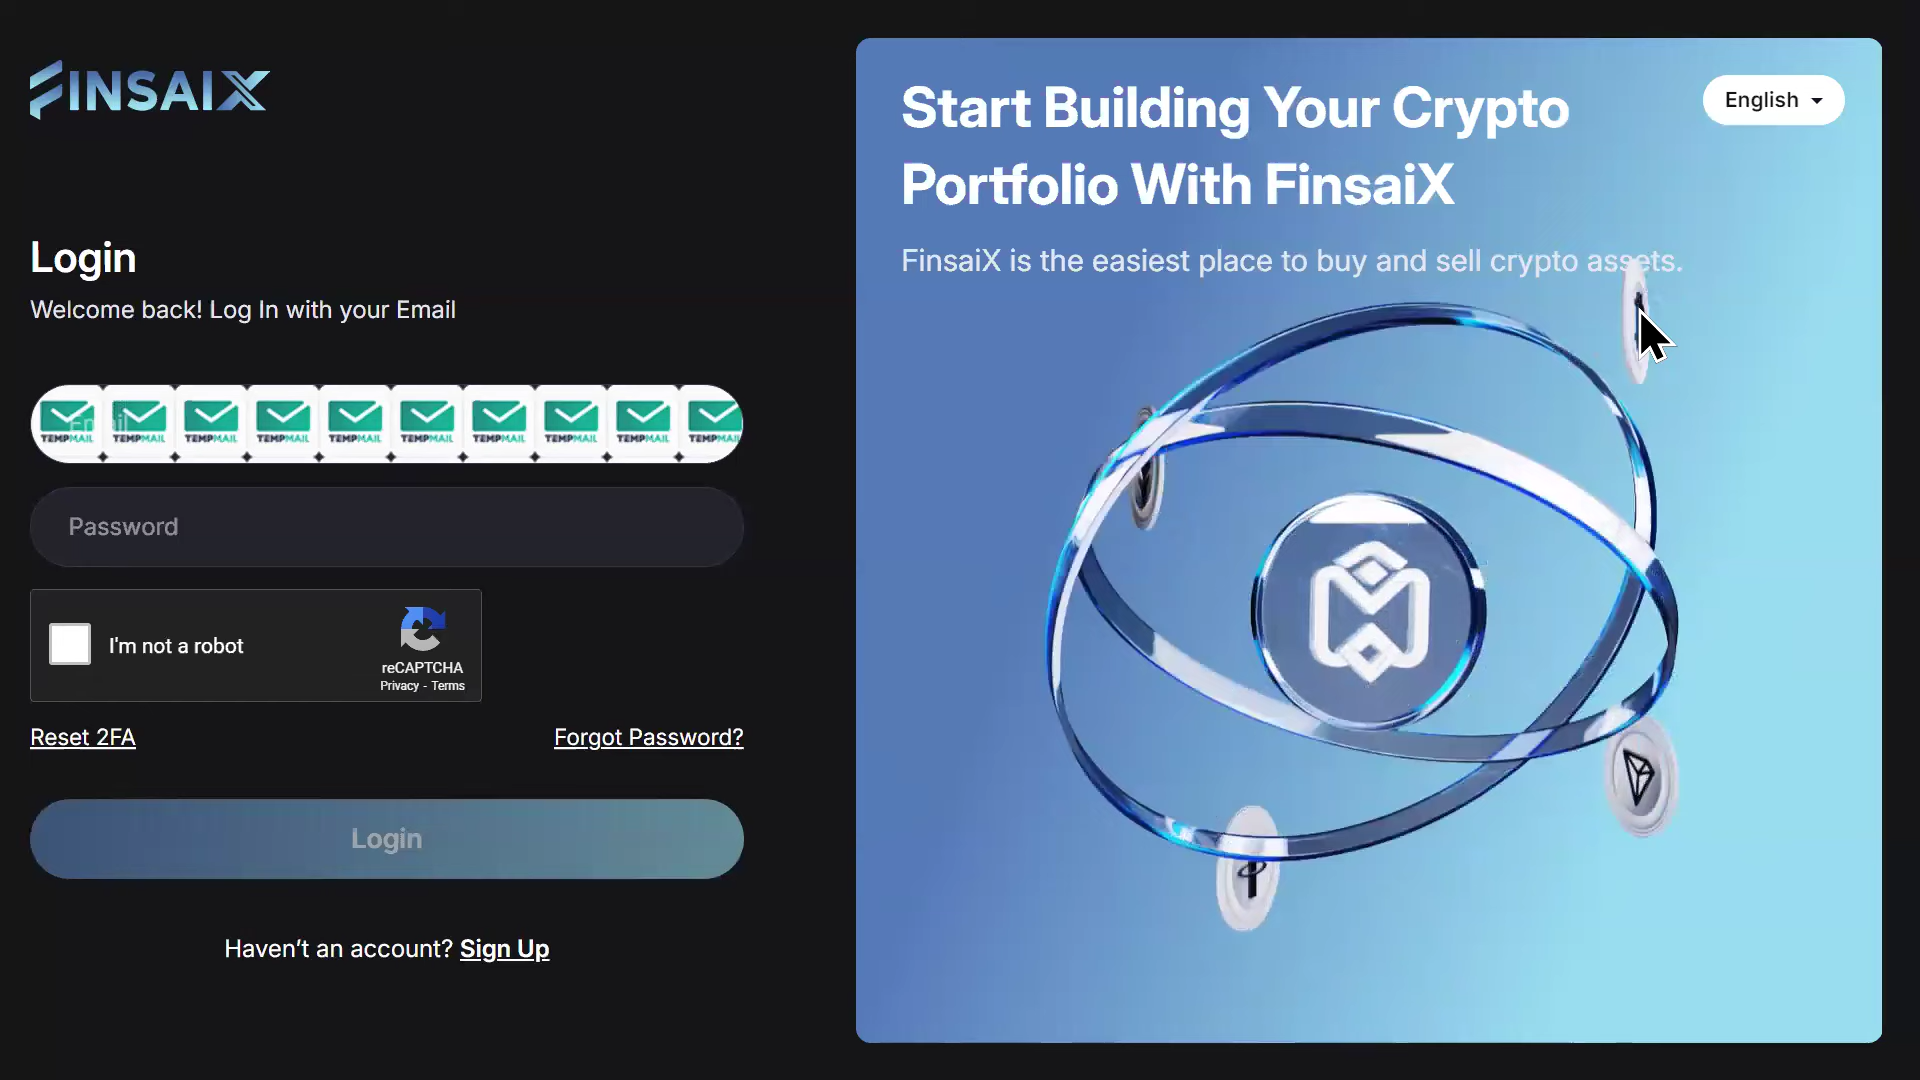 FINSAIX
Login
Welcome back! Log In with your Email
Email
TEMPMAIL TEMPMAIL TEMPMAIL TEMPMAIL TEMPMAIL TEMPMAIL TEMPMAIL TEMPMAIL TEMPMAIL TEMPMAIL
Password
I'm not a robot
reCAPTCHA
Privacy - Terms
Reset 2FA
Forgot Password?
Login
Haven’t an account? Sign Up
Start Building Your Crypto
Portfolio With FinsaiX
English
FinsaiX is the easiest place to buy and sell crypto assets.